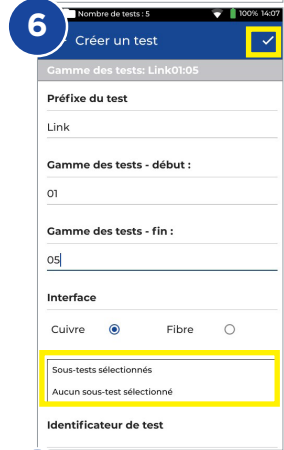 6
Nombre de tests : 5
100% 14:07
Créer un test
Gamme des tests: Link01:05
Préfixe du test
Link
Gamme des tests - début :
01
Gamme des tests - fin :
05
Interface
Cuivre
Fibre
Sous-tests sélectionnés
Aucun sous-test sélectionné
Identificateur de test